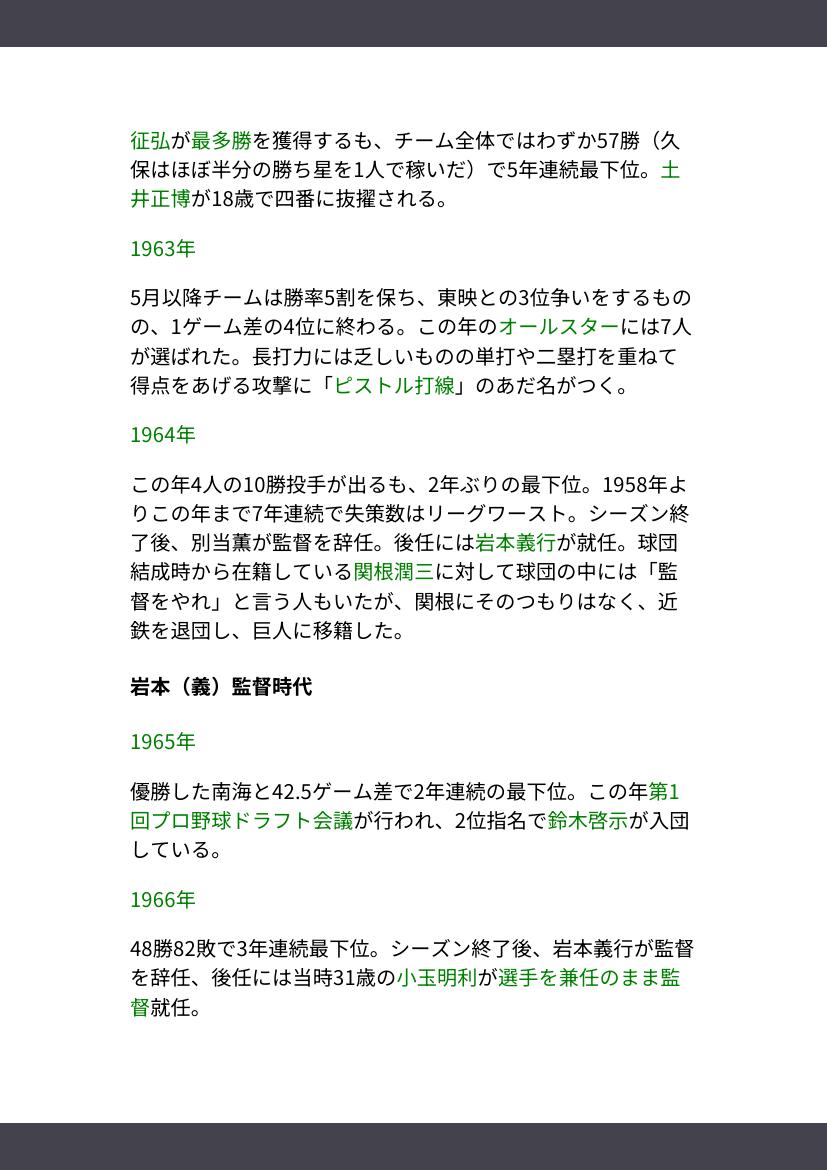 征弘が最多勝を獲得するも、チーム全体ではわずか57勝（久
保はほぼ半分の勝ち星を1人で稼いだ）で5年連続最下位。土
井正博が18歳で四番に抜擢される。
1963年
5月以降チームは勝率5割を保ち、東映との3位争いをするもの
の、1ゲーム差の4位に終わる。この年のオールスターには7人
が選ばれた。長打力には乏しいものの単打や二塁打を重ねて
得点をあげる攻撃に「ピストル打線」のあだ名がつく。
1964年
この年4人の10勝投手が出るも、2年ぶりの最下位。1958年よ
りこの年まで7年連続で失策数はリーグワースト。シーズン終
了後、別当薫が監督を辞任。後任には岩本義行が就任。球団
結成時から在籍している関根潤三に対して球団の中には「監
督をやれ」と言う人もいたが、関根にそのつもりはなく、近
鉄を退団し、巨人に移籍した。
岩本（義）監督時代
1965年
優勝した南海と42.5ゲーム差で2年連続の最下位。この年第1
回プロ野球ドラフト会議が行われ、2位指名で鈴木啓示が入団
している。
1966年
48勝82敗で3年連続最下位。シーズン終了後、岩本義行が監督
を辞任、後任には当時31歳の小玉明利が選手を兼任のまま監
督就任。